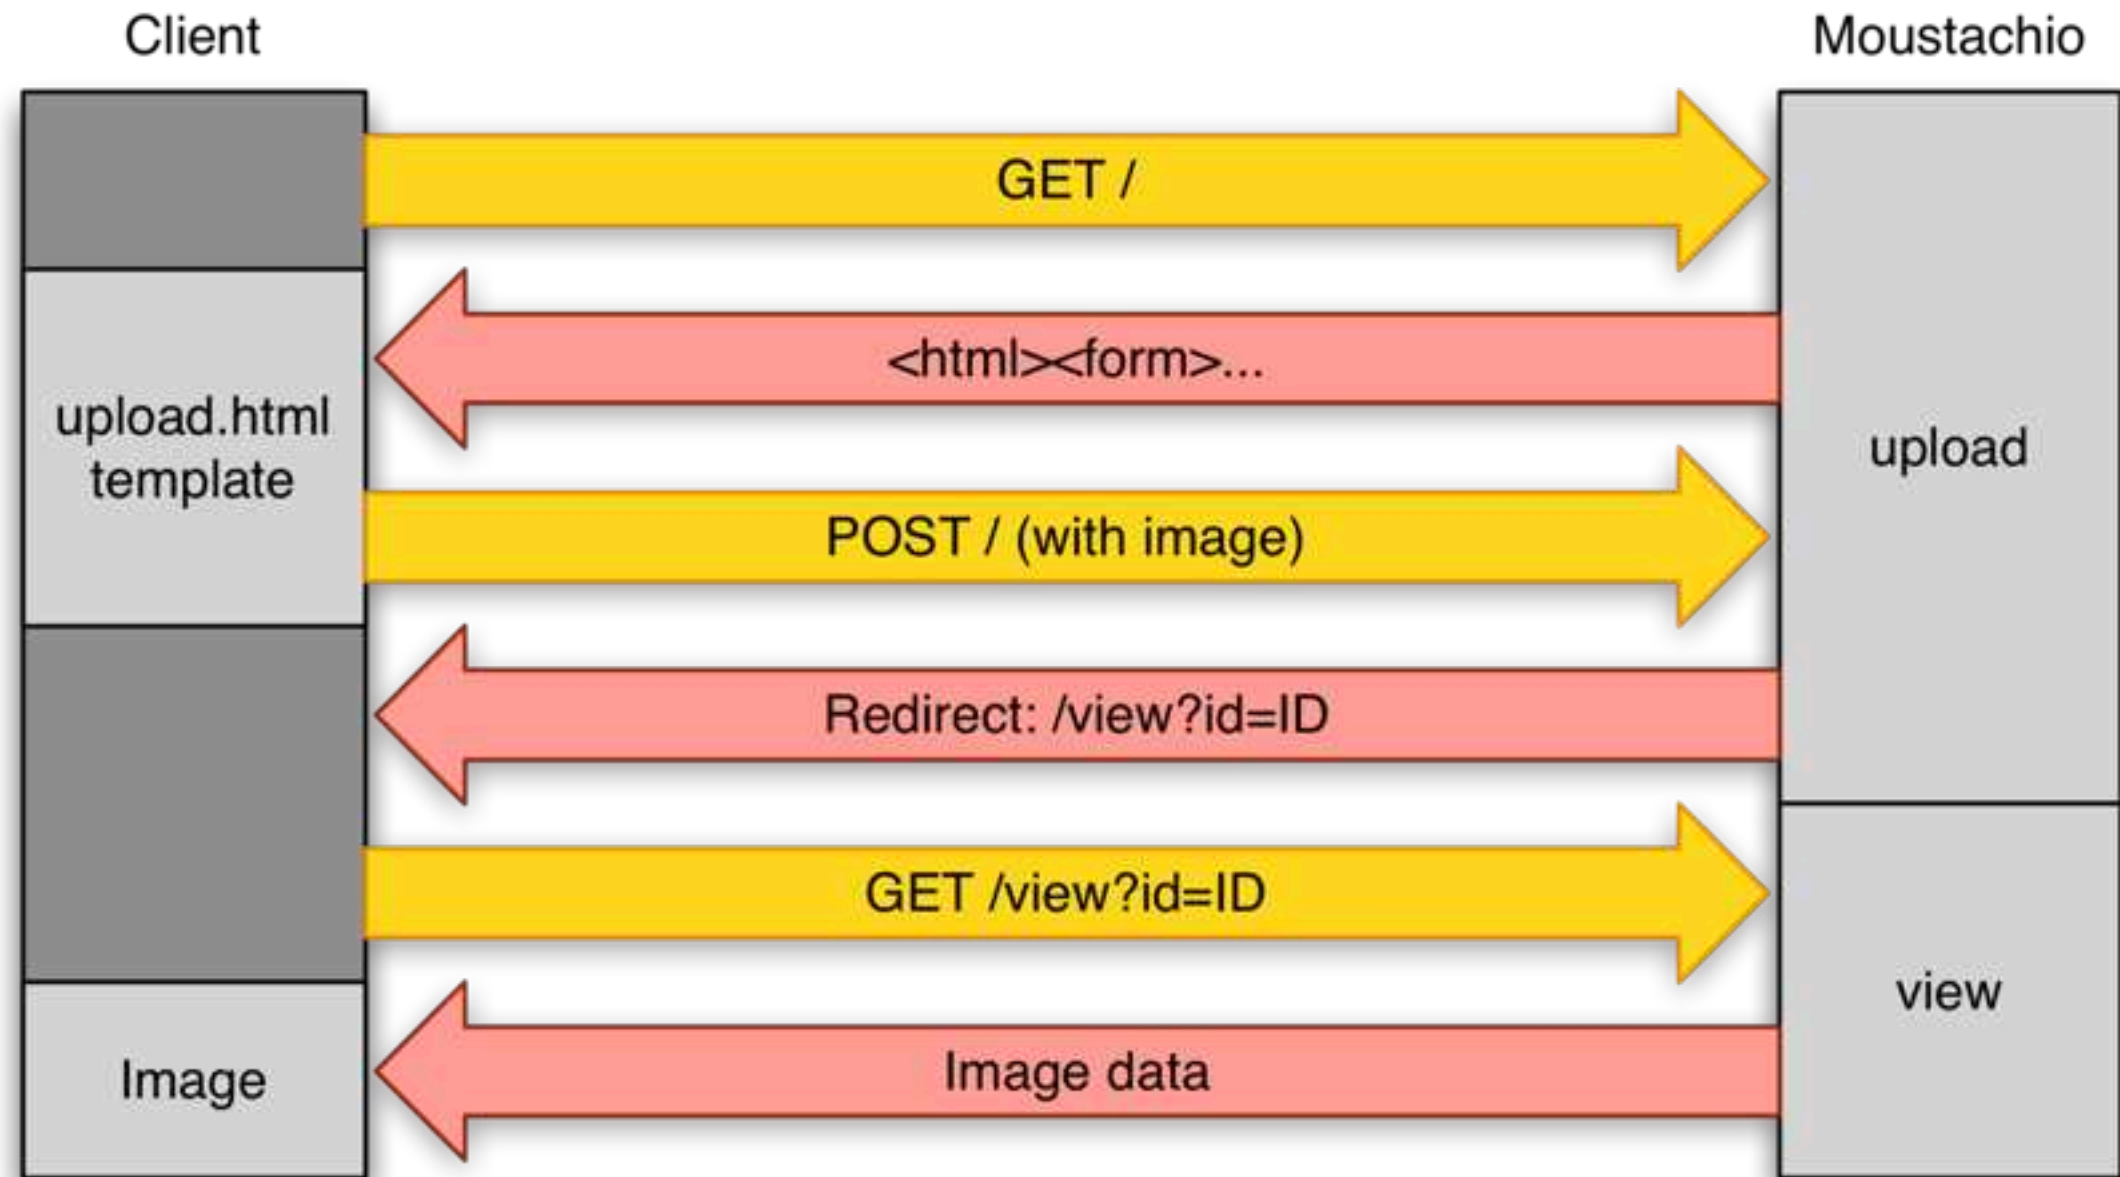 Client
Moustachio
GET /
<html><form>...
upload.html
template
upload
POST / (with image)
Redirect: /view?id=ID
GET /view?id=ID
view
Image
Image data